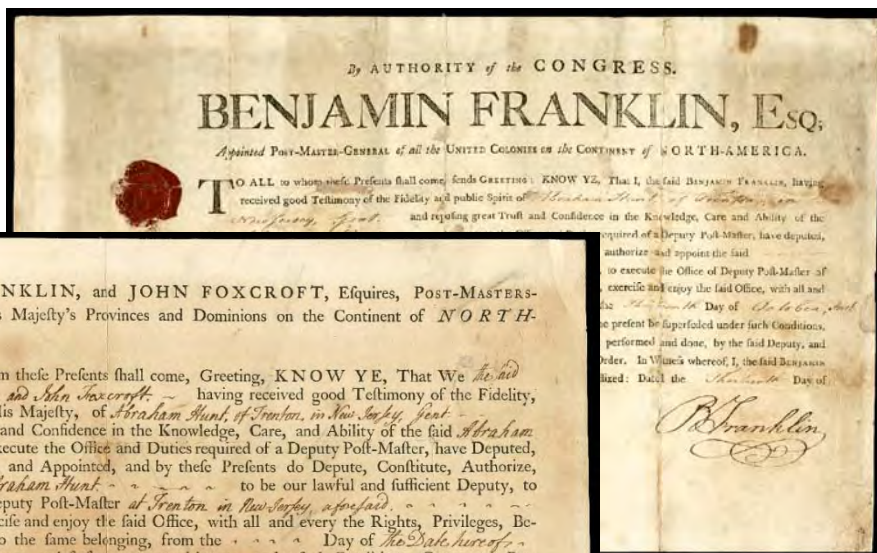 By AUTHORITY of the CONGRESS.
BENJAMIN FRANKLIN, Esq;
Appointed Post-Master-General of all the United Colonies on the Continent of NORTH-AMERICA.
TO ALL to whom theſe Preſents ſhall come, ſends Greeting: KNOW YE, That I, the ſaid Benjamin Franklin, having
received good Teſtimony of the Fidelity and public Spirit of Abraham Hunt of Trenton, in
New Jersey, Gent. and repoſing great Truſt and Confidence in the Knowledge, Care and Ability of the
required of a Deputy Poſt-Maſter, have deputed,
authorize and appoint the ſaid
, to execute the Office of Deputy Poſt-Maſter of
, exerciſe and enjoy the ſaid Office, with all and
Day of October, next
preſent be ſuperſeded under ſuch Conditions,
performed and done, by the ſaid Deputy, and
Order. In Witneſs whereof, I, the ſaid Benjamin
Dated the Day of
B Franklin
NKLIN, and JOHN FOXCROFT, Eſquires, Post-Masters-
s Majeſty's Provinces and Dominions on the Continent of NORTH-
m theſe Preſents ſhall come, Greeting, KNOW YE, That We the ſaid
and John Foxcroft. having received good Teſtimony of the Fidelity,
His Majeſty, of Abraham Hunt, of Trenton, in New Jerſey, Gent
and Confidence in the Knowledge, Care, and Ability of the ſaid Abraham
xecute the Office and Duties required of a Deputy Poſt-Maſter, have Deputed,
and Appointed, and by theſe Preſents do Depute, Conſtitute, Authorize,
raham Hunt to be our lawful and ſufficient Deputy, to
eputy Poſt-Maſter at Trenton in New Jerſey, aforeſaid.
ciſe and enjoy the ſaid Office, with all and every the Rights, Privileges, Be-
o the ſame belonging, from the Day of the Date hereof